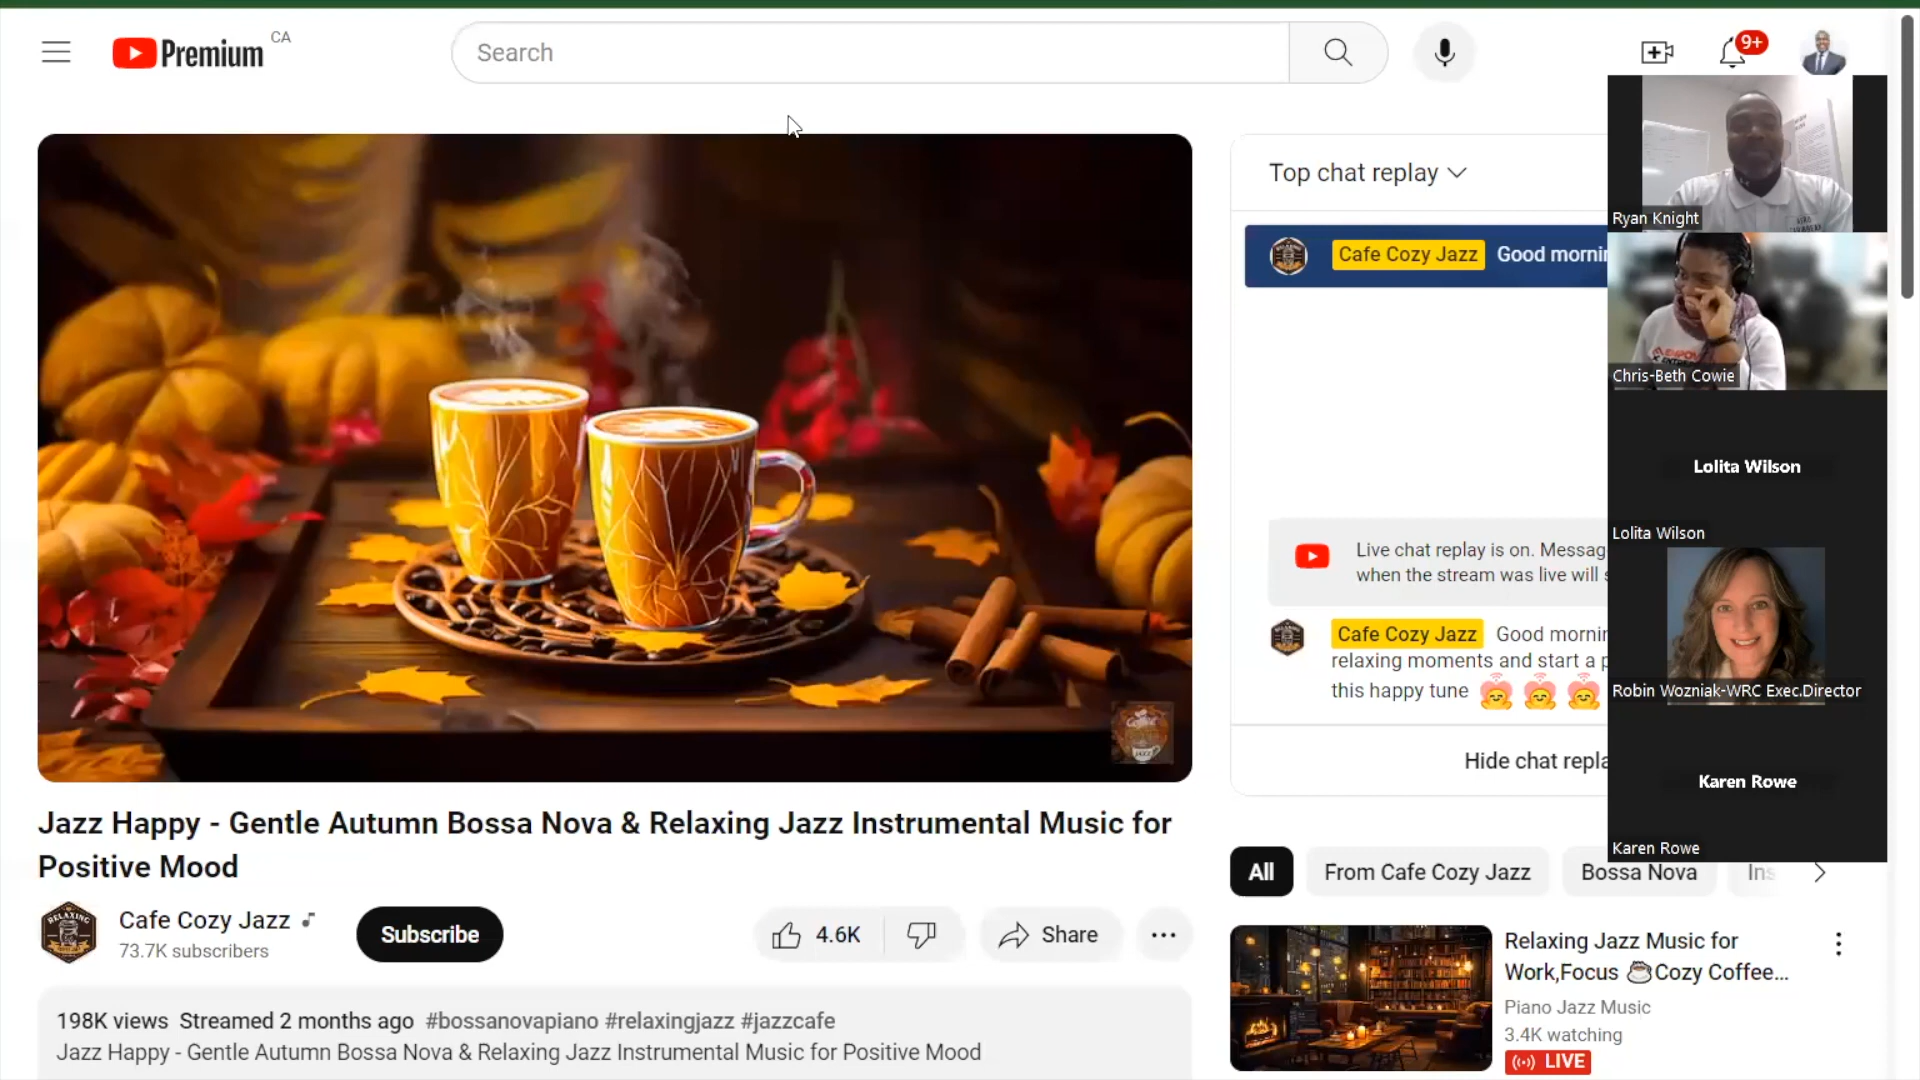 Premium CA
Search
9+
Top chat replay
Cafe Cozy Jazz Good mornin
Live chat replay is on. Messag
when the stream was live will s
Cafe Cozy Jazz Good mornin
relaxing moments and start a p
this happy tune
Hide chat repla
Ryan Knight
Chris-Beth Cowie
Lolita Wilson
Lolita Wilson
Robin Wozniak-WRC Exec.Director
Karen Rowe
Karen Rowe
Jazz Happy - Gentle Autumn Bossa Nova & Relaxing Jazz Instrumental Music for
Positive Mood
Cafe Cozy Jazz
73.7K subscribers
Subscribe
4.6K
Share
198K views Streamed 2 months ago #bossanovapiano #relaxingjazz #jazzcafe
Jazz Happy - Gentle Autumn Bossa Nova & Relaxing Jazz Instrumental Music for Positive Mood
All
From Cafe Cozy Jazz
Bossa Nova
Ins
Relaxing Jazz Music for
Work,Focus ☕Cozy Coffee...
Piano Jazz Music
3.4K watching
LIVE